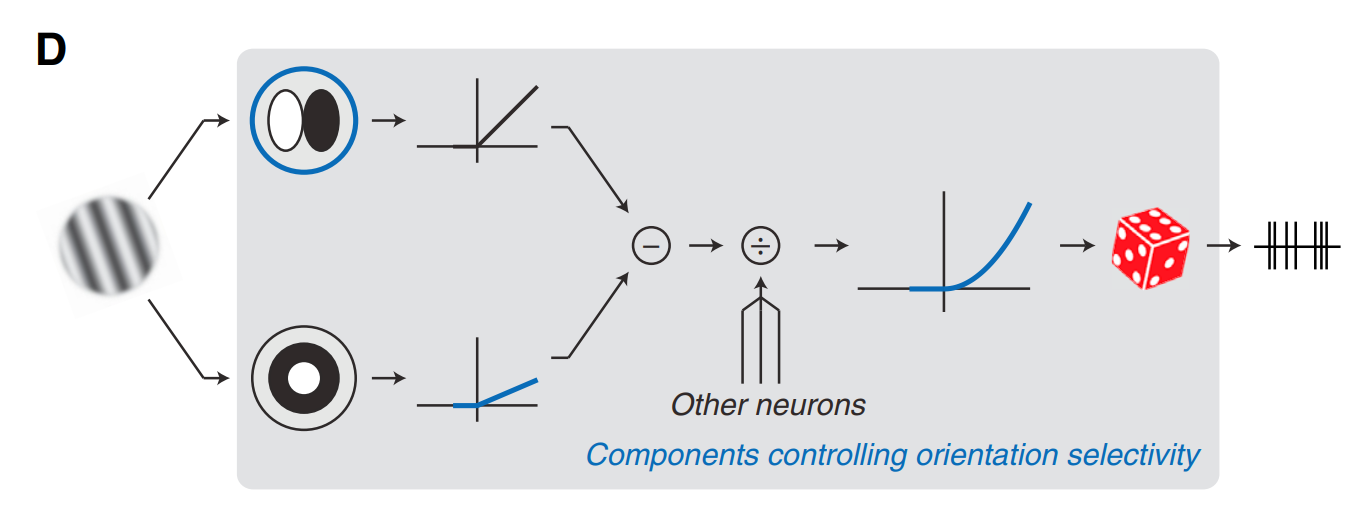 D
−
÷
Other neurons
Components controlling orientation selectivity